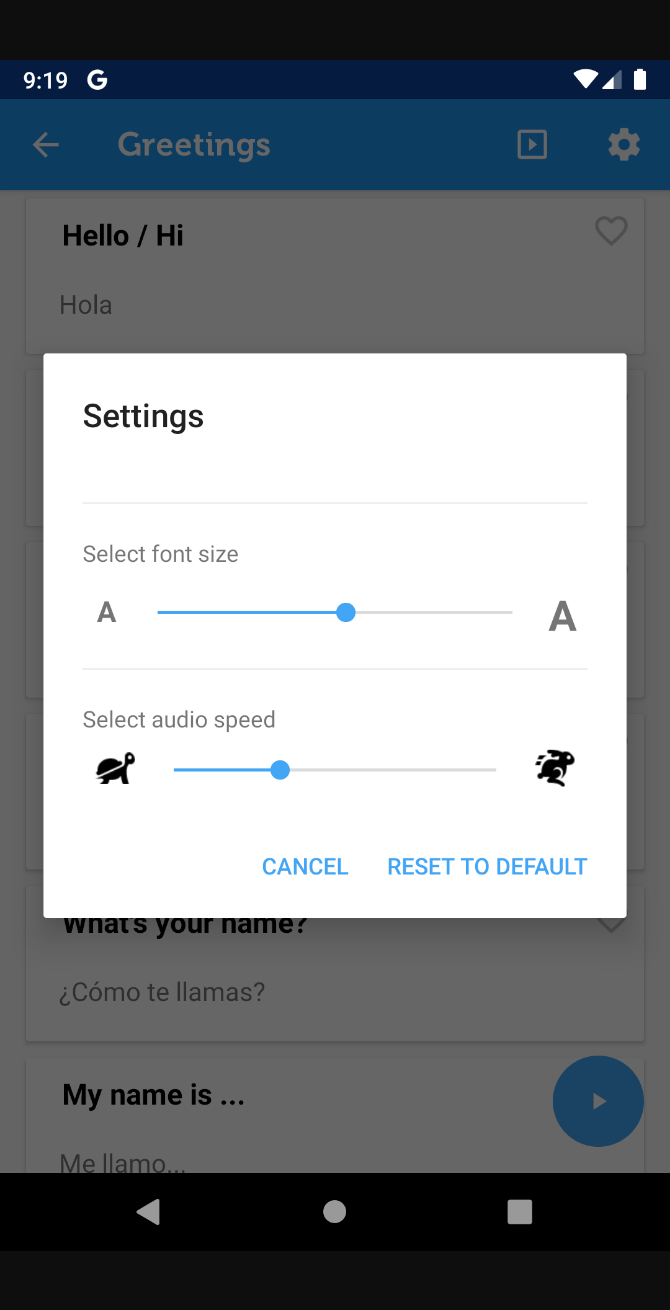 9:19 G
Greetings
Hello / Hi
Hola
Settings
Select font size
A A
Select audio speed
CANCEL RESET TO DEFAULT
What's your name?
¿Cómo te llamas?
My name is ...
Me llamo...